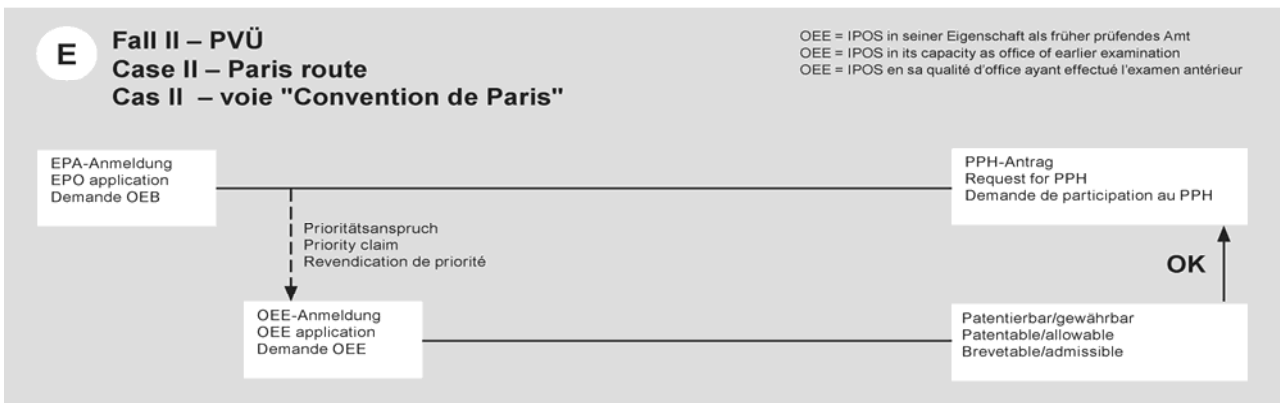 E
Fall II – PVÜ
Case II – Paris route
Cas II – voie "Convention de Paris"
OEE = IPOS in seiner Eigenschaft als früher prüfendes Amt
OEE = IPOS in its capacity as office of earlier examination
OEE = IPOS en sa qualité d'office ayant effectué l'examen antérieur
EPA-Anmeldung
EPO application
Demande OEB
PPH-Antrag
Request for PPH
Demande de participation au PPH
Prioritätsanspruch
Priority claim
Revendication de priorité
OK
OEE-Anmeldung
OEE application
Demande OEE
Patentierbar/gewährbar
Patentable/allowable
Brevetable/admissible